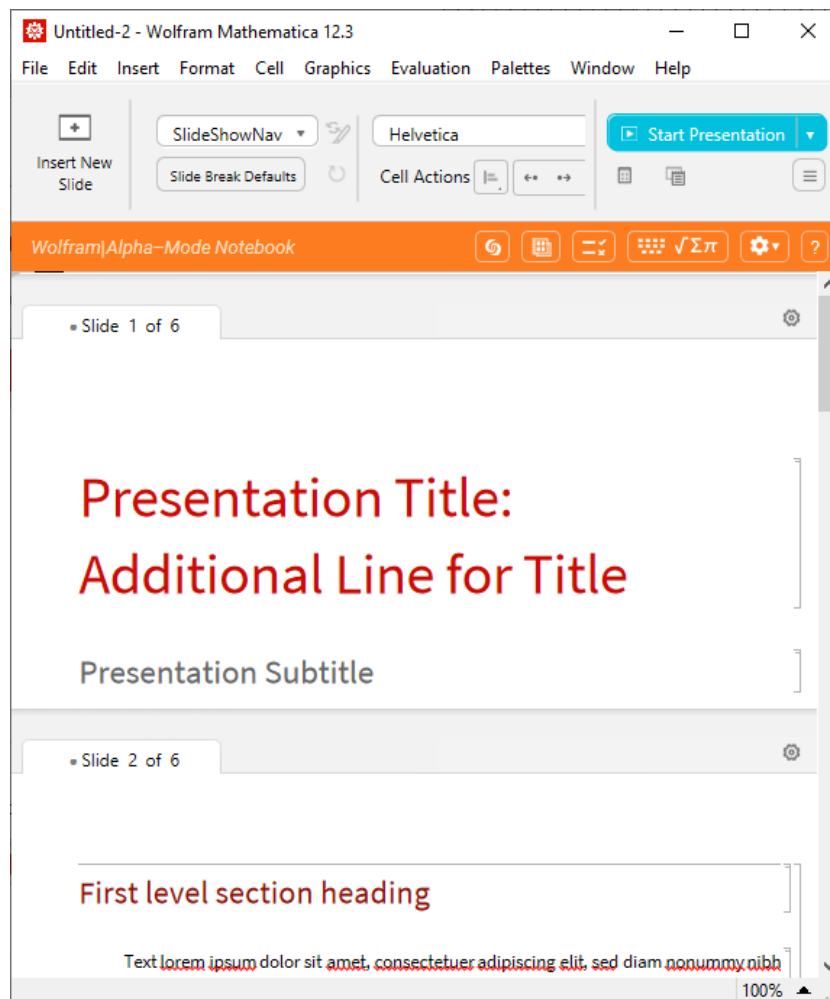 Untitled-2 - Wolfram Mathematica 12.3
File Edit Insert Format Cell Graphics Evaluation Palettes Window Help
Insert New
Slide
SlideShowNav
Slide Break Defaults
Helvetica
Cell Actions
Start Presentation
Wolfram|Alpha–Mode Notebook
√Σπ
?
Slide 1 of 6
Presentation Title:
Additional Line for Title
Presentation Subtitle
Slide 2 of 6
First level section heading
Text lorem ipsum dolor sit amet, consectetuer adipiscing elit, sed diam nonummy nibh
100%